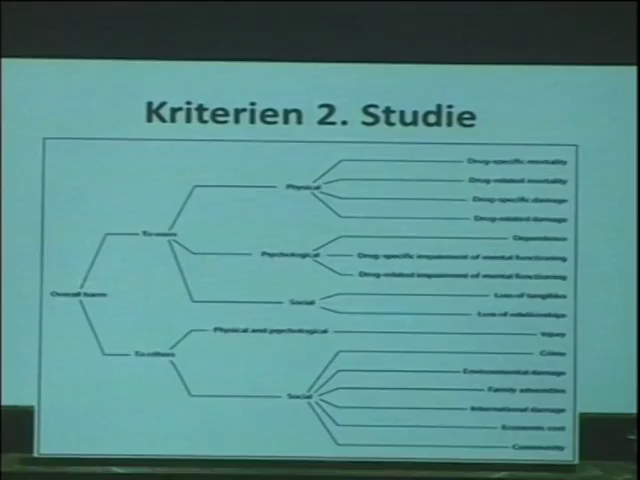 Kriterien 2. Studie
Drug-specific mortality
Physical
Drug-related mortality
Drug-specific damage
Drug-related damage
To users
Dependence
Psychological
Drug-specific impairment of mental functioning
Drug-related impairment of mental functioning
Overall harm
Social
Loss of tangibles
Loss of relationships
Physical and psychological
Injury
To others
Crime
Environmental damage
Family adversities
Social
International damage
Economic cost
Community